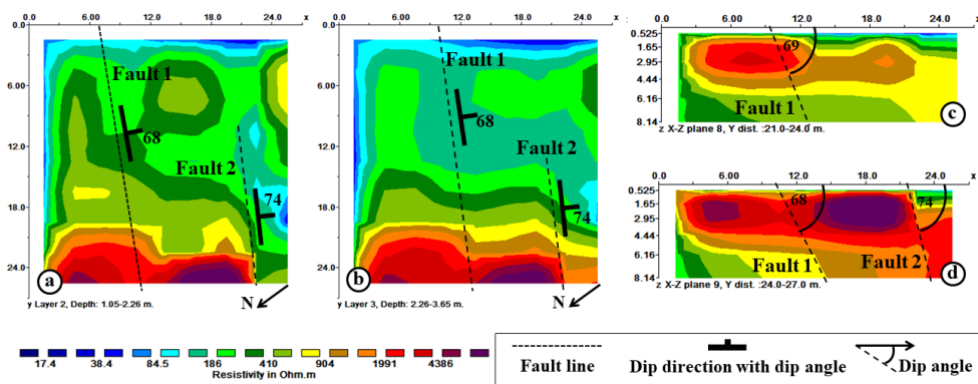 0.0 6.00 12.0 18.0 24.0 x
6.00
12.0
18.0
24.0
Fault 1
68
Fault 2
74
a
N
y Layer 2, Depth: 1.05-2.26 m.
0.0 6.00 12.0 18.0 24.0 x
Fault 1
68
Fault 2
74
b
N
y Layer 3, Depth: 2.26-3.65 m.
0.0 6.00 12.0 18.0 24.0 x
0.525
1.65
2.95
4.44
6.16
8.14
69
Fault 1
c
z X-Z plane 8, Y dist. :21.0-24.0 m.
0.0 6.00 12.0 18.0 24.0 x
0.525
1.65
2.95
4.44
6.16
8.14
68
74
Fault 1
Fault 2
d
z X-Z plane 9, Y dist. :24.0-27.0 m.
17.4 38.4 84.5 186 410 904 1991 4386
Resistivity in Ohm.m
Fault line
Dip direction with dip angle
Dip angle